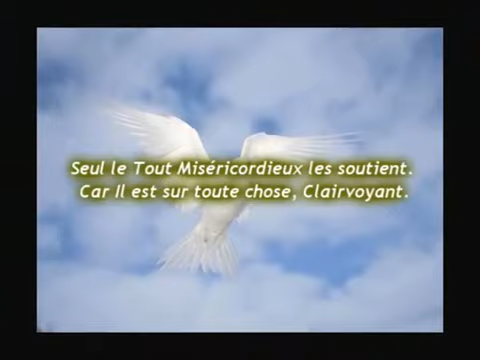 Seul le Tout Miséricordieux les soutient.
Car Il est sur toute chose, Clairvoyant.